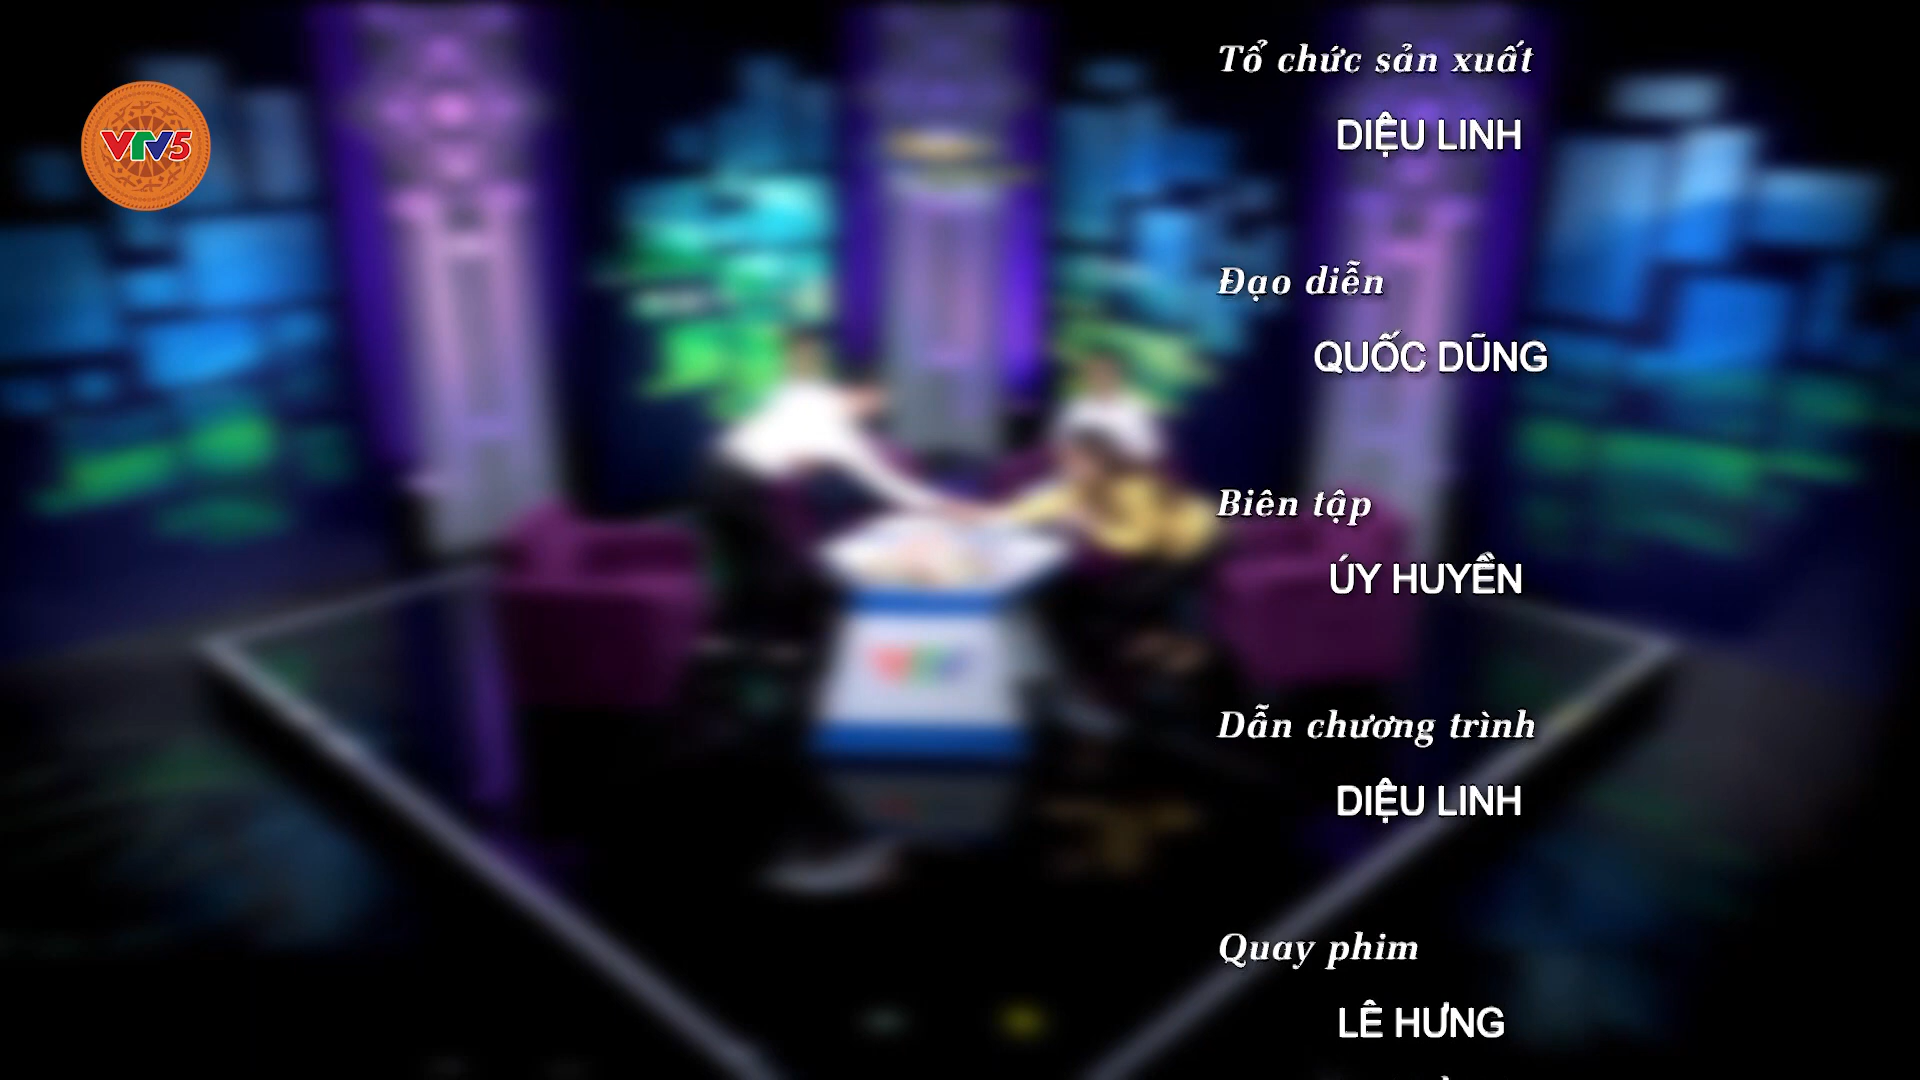 VTV5
Tổ chức sản xuất
DIỆU LINH
Đạo diễn
QUỐC DŨNG
Biên tập
ÚY HUYỀN
Dẫn chương trình
DIỆU LINH
Quay phim
LÊ HƯNG
VTV